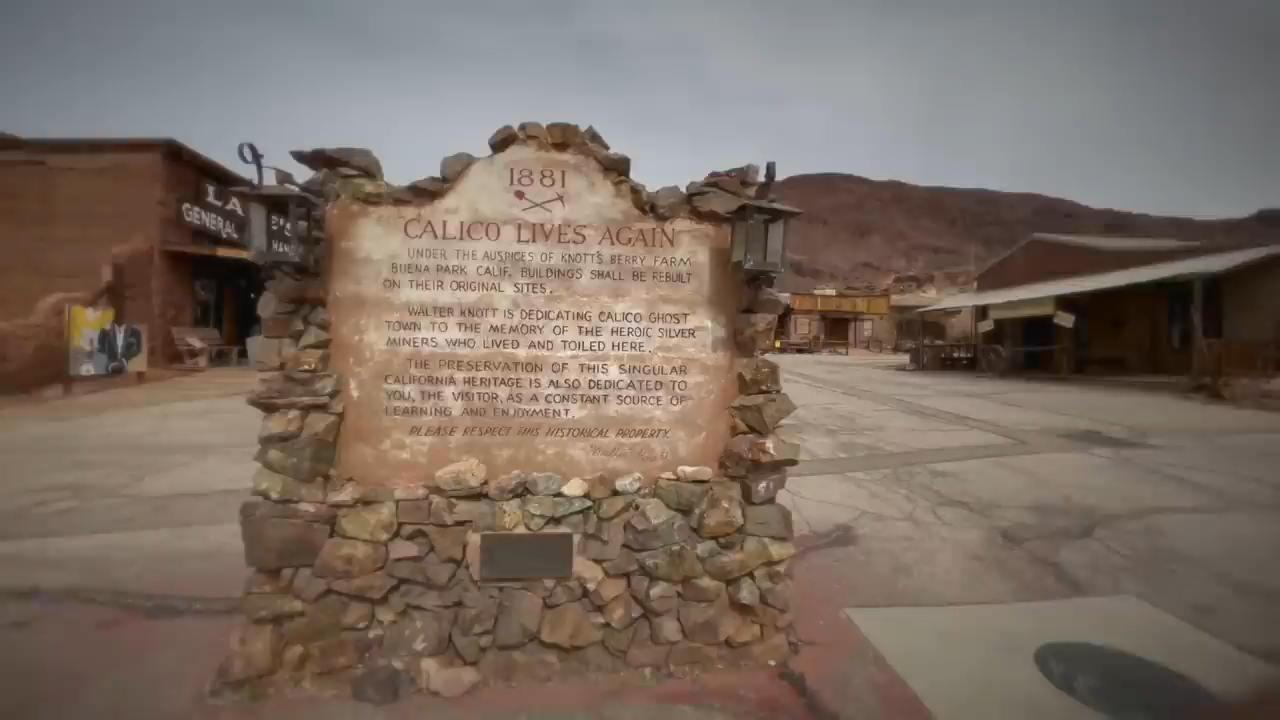 1881
CALICO LIVES AGAIN
UNDER THE AUSPICES OF KNOTT'S BERRY FARM
BUENA PARK CALIF. BUILDINGS SHALL BE REBUILT
ON THEIR ORIGINAL SITES.
WALTER KNOTT IS DEDICATING CALICO GHOST
TOWN TO THE MEMORY OF THE HEROIC SILVER
MINERS WHO LIVED AND TOILED HERE.
THE PRESERVATION OF THIS SINGULAR
CALIFORNIA HERITAGE IS ALSO DEDICATED TO
YOU, THE VISITOR, AS A CONSTANT SOURCE OF
LEARNING AND ENJOYMENT.
PLEASE RESPECT THIS HISTORICAL PROPERTY.
LA
GENERAL